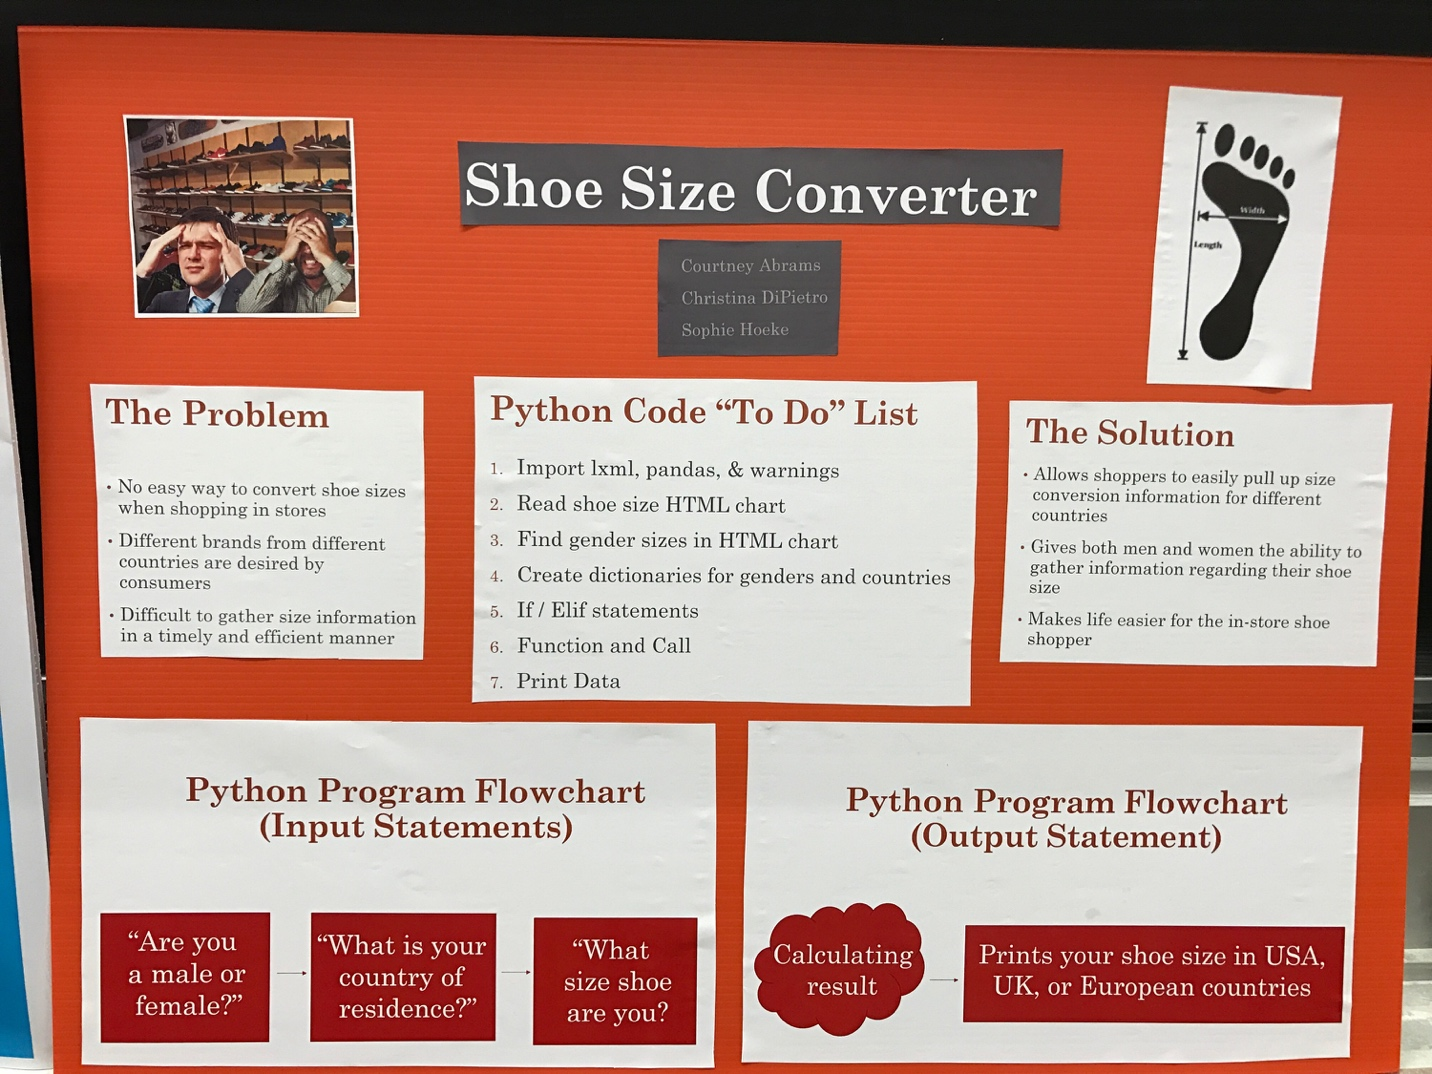 Shoe Size Converter
Courtney Abrams
Christina DiPietro
Sophie Hoeke
Width
Length
The Problem
• No easy way to convert shoe sizes
when shopping in stores
• Different brands from different
countries are desired by
consumers
• Difficult to gather size information
in a timely and efficient manner
Python Code “To Do” List
1. Import lxml, pandas, & warnings
2. Read shoe size HTML chart
3. Find gender sizes in HTML chart
4. Create dictionaries for genders and countries
5. If / Elif statements
6. Function and Call
7. Print Data
The Solution
• Allows shoppers to easily pull up size
conversion information for different
countries
• Gives both men and women the ability to
gather information regarding their shoe
size
• Makes life easier for the in-store shoe
shopper
Python Program Flowchart
(Input Statements)
“Are you
a male or
female?”
“What is your
country of
residence?”
“What
size shoe
are you?
Python Program Flowchart
(Output Statement)
Calculating
result
Prints your shoe size in USA,
UK, or European countries